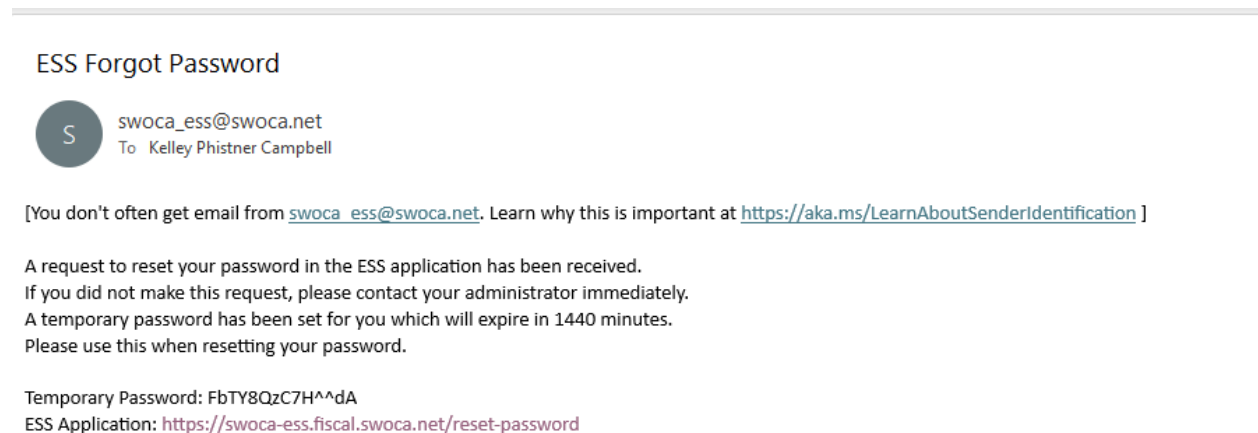 ESS Forgot Password
S
swoca_ess@swoca.net
To Kelley Phistner Campbell
[You don't often get email from swoca_ess@swoca.net. Learn why this is important at https://aka.ms/LearnAboutSenderIdentification ]
A request to reset your password in the ESS application has been received.
If you did not make this request, please contact your administrator immediately.
A temporary password has been set for you which will expire in 1440 minutes.
Please use this when resetting your password.
Temporary Password: FbTY8QzC7H^^dA
ESS Application: https://swoca-ess.fiscal.swoca.net/reset-password